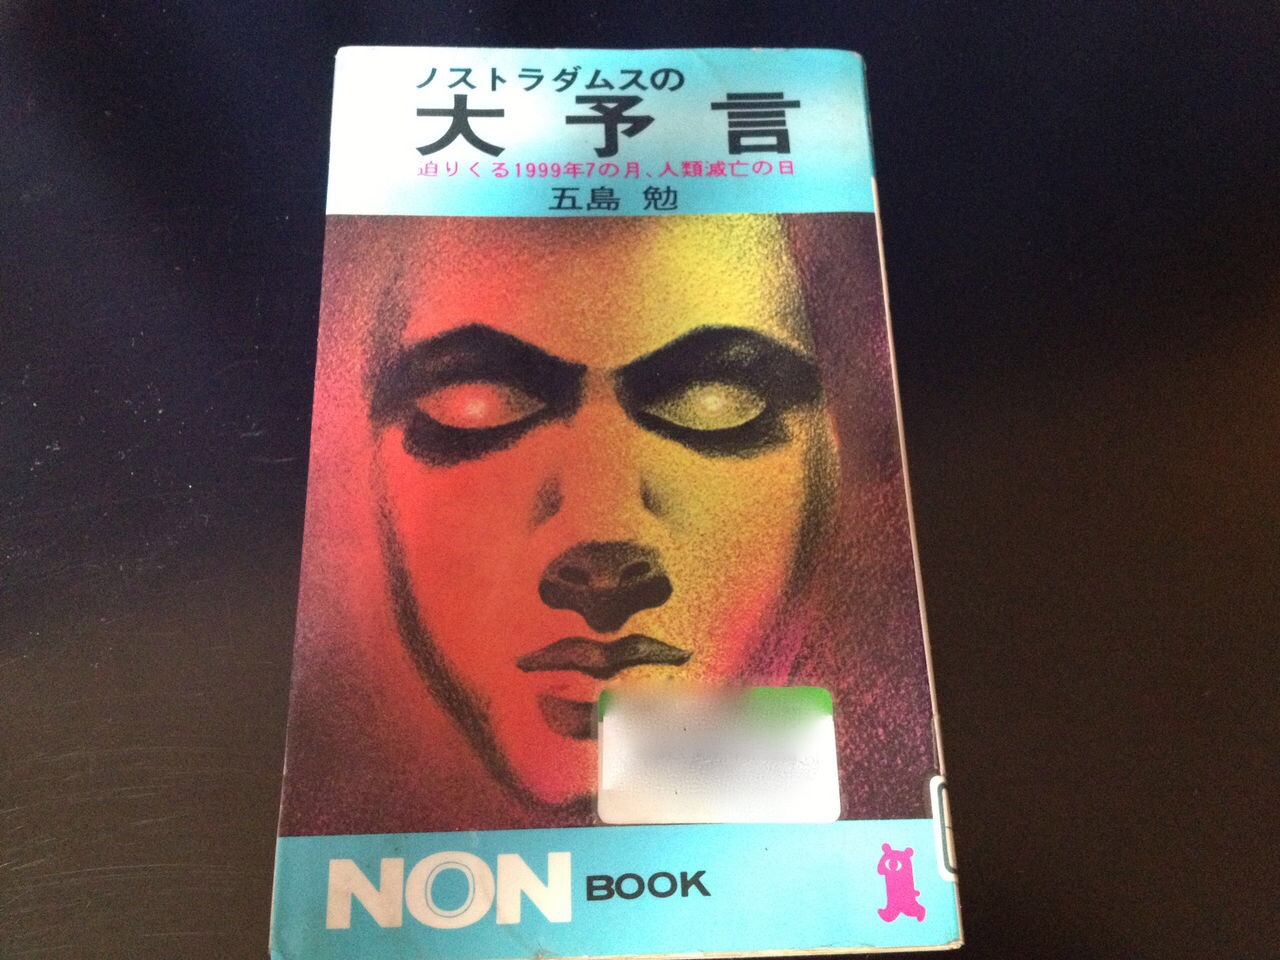 ノストラダムスの
大予言
迫りくる1999年7の月、人類滅亡の日
五島 勉
NON BOOK